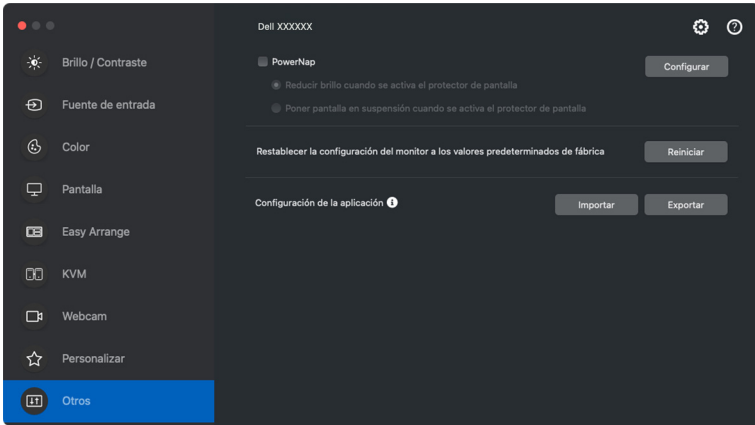 Dell XXXXXX
Brillo / Contraste
Fuente de entrada
Color
Pantalla
Easy Arrange
KVM
Webcam
Personalizar
Otros
PowerNap
Configurar
Reducir brillo cuando se activa el protector de pantalla
Poner pantalla en suspensión cuando se activa el protector de pantalla
Restablecer la configuración del monitor a los valores predeterminados de fábrica
Reiniciar
Configuración de la aplicación
Importar
Exportar